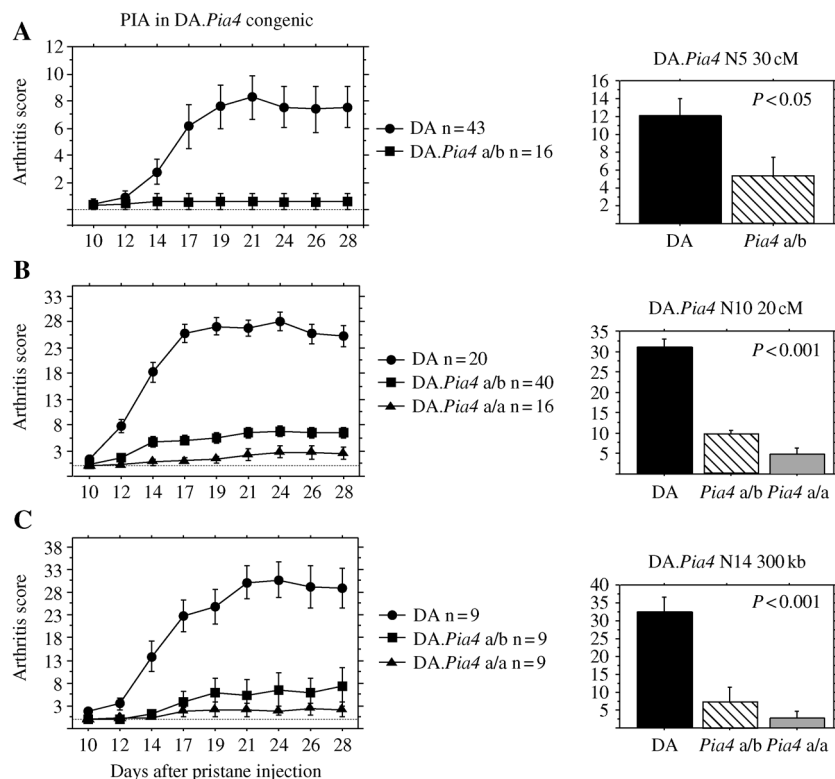 PIA in DA.Pia4 congenic
A
Arthritis score
12
10
8
6
4
2
10 12 14 17 19 21 24 26 28
DA n=43
DA.Pia4 a/b n=16
DA.Pia4 N5 30cM
16
14
12
10
8
6
4
2
P<0.05
DA Pia4 a/b
B
Arthritis score
33
28
23
18
13
8
3
10 12 14 17 19 21 24 26 28
DA n=20
DA.Pia4 a/b n=40
DA.Pia4 a/a n=16
DA.Pia4 N10 20cM
35
30
25
20
15
10
5
P<0.001
DA Pia4 a/b Pia4 a/a
C
Arthritis score
38
33
28
23
18
13
8
3
10 12 14 17 19 21 24 26 28
Days after pristane injection
DA n=9
DA.Pia4 a/b n=9
DA.Pia4 a/a n=9
DA.Pia4 N14 300kb
40
35
30
25
20
15
10
5
P<0.001
DA Pia4 a/b Pia4 a/a